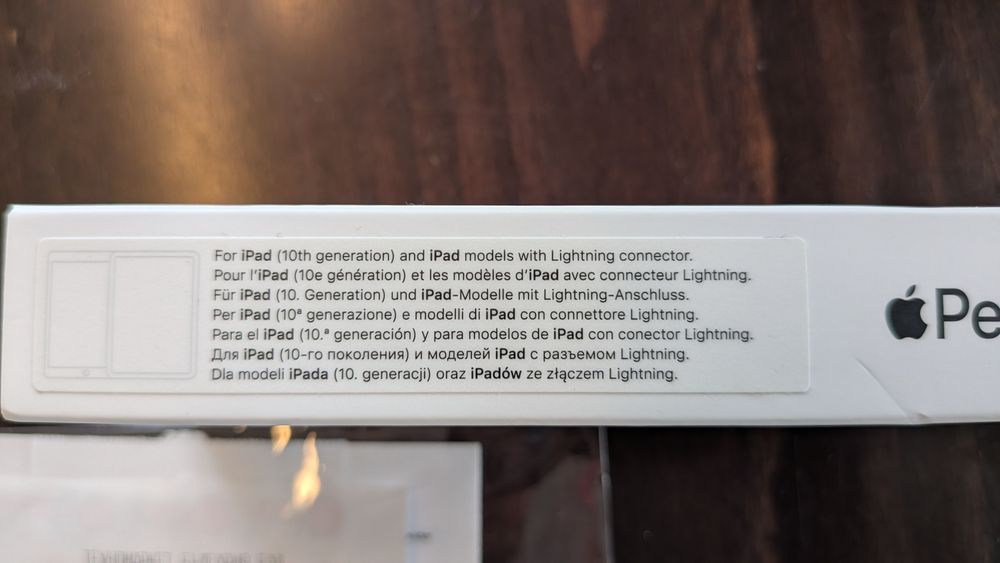 For iPad (10th generation) and iPad models with Lightning connector.
Pour l'iPad (10e génération) et les modèles d'iPad avec connecteur Lightning.
Für iPad (10. Generation) und iPad-Modelle mit Lightning-Anschluss.
Per iPad (10ª generazione) e modelli di iPad con connettore Lightning.
Para el iPad (10.ª generación) y para modelos de iPad con conector Lightning.
Для iPad (10-го поколения) и моделей iPad с разъемом Lightning.
Dla modeli iPada (10. generacji) oraz iPadów ze złączem Lightning.
Pe